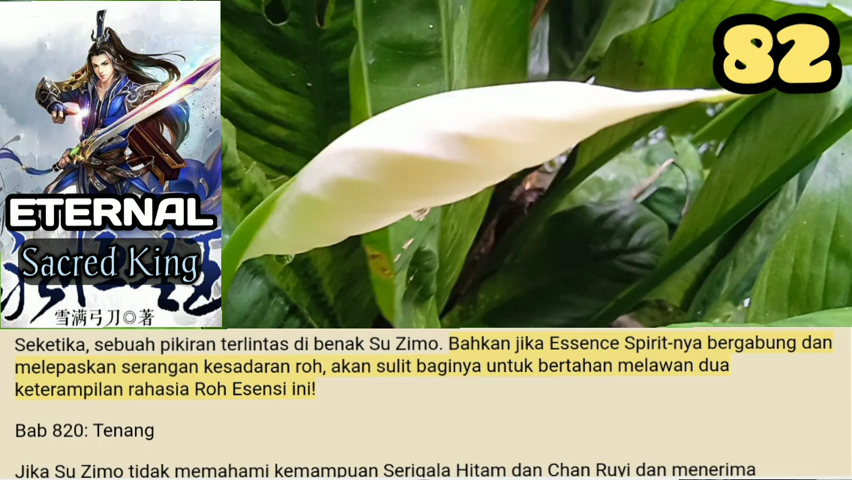 82
ETERNAL
Sacred King
雪满弓刀◎著
Seketika, sebuah pikiran terlintas di benak Su Zimo. Bahkan jika Essence Spirit-nya bergabung dan
melepaskan serangan kesadaran roh, akan sulit baginya untuk bertahan melawan dua
keterampilan rahasia Roh Esensi ini!
Bab 820: Tenang
Jika Su Zimo tidak memahami kemampuan Serigala Hitam dan Chan Ruyi dan menerima